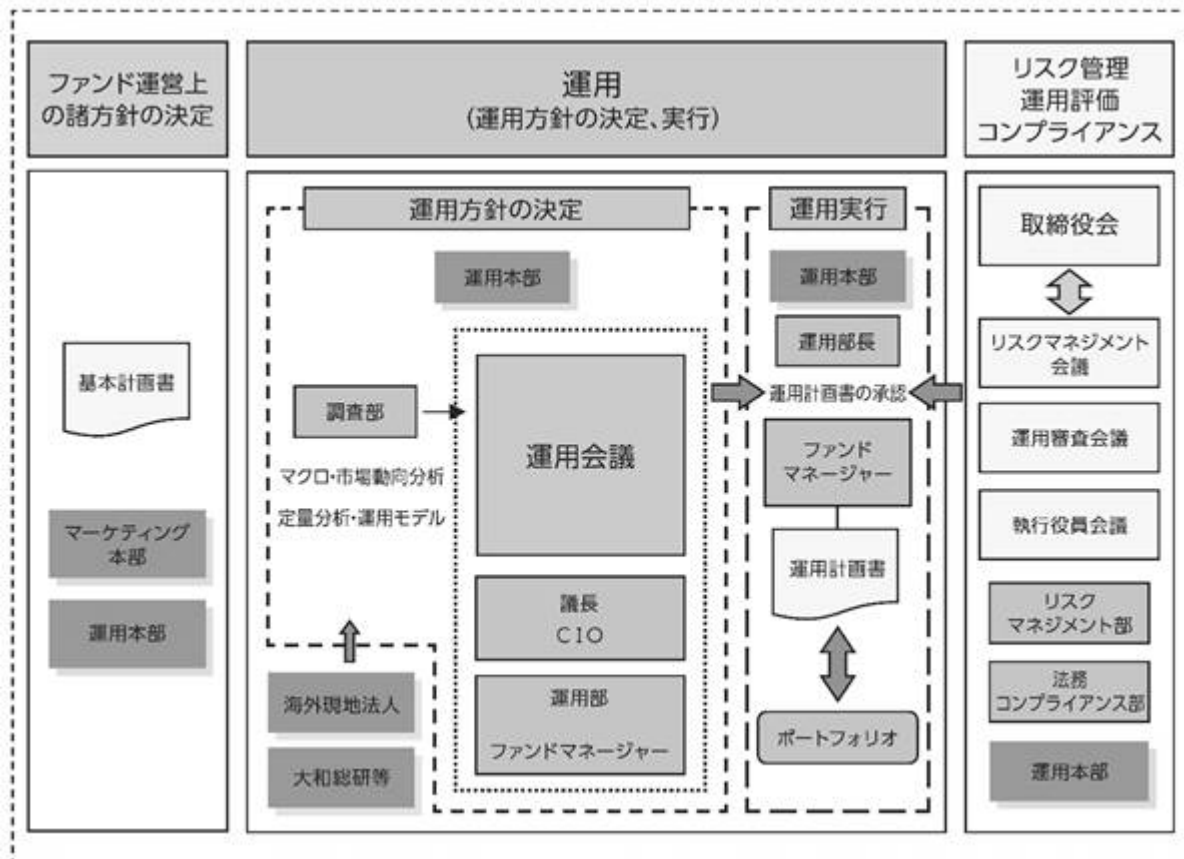 ファンド運営上
の諸方針の決定
運用
(運用方針の決定、実行)
リスク管理
運用評価
コンプライアンス
基本計画書
マーケティング
本部
運用本部
運用方針の決定
運用本部
調査部
マクロ・市場動向分析
定量分析・運用モデル
運用会議
議長
CIO
運用部
ファンドマネージャー
海外現地法人
大和総研等
運用実行
運用本部
運用部長
運用計画書の承認
ファンド
マネージャー
運用計画書
ポートフォリオ
取締役会
リスクマネジメント
会議
運用審査会議
執行役員会議
リスク
マネジメント部
法務
コンプライアンス部
運用本部